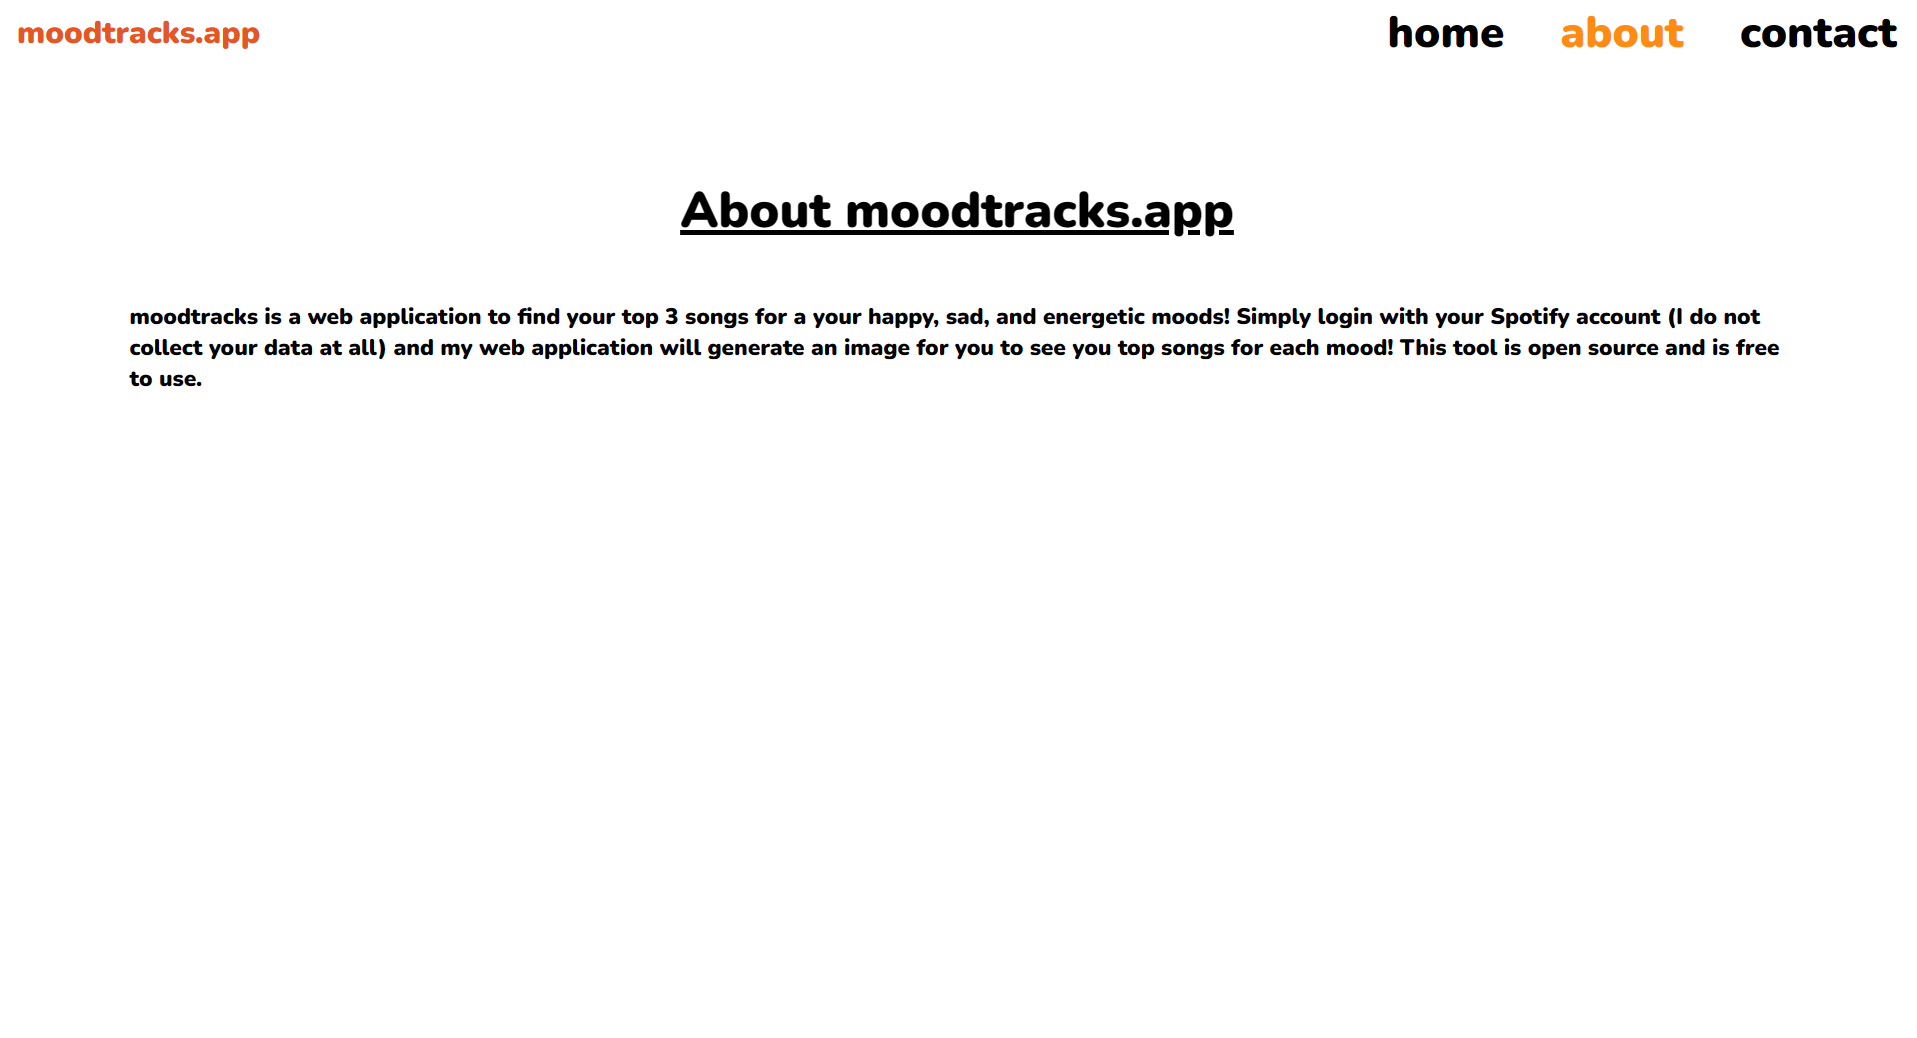 moodtracks.app
home about contact
About moodtracks.app
moodtracks is a web application to find your top 3 songs for a your happy, sad, and energetic moods! Simply login with your Spotify account (I do not
collect your data at all) and my web application will generate an image for you to see you top songs for each mood! This tool is open source and is free
to use.